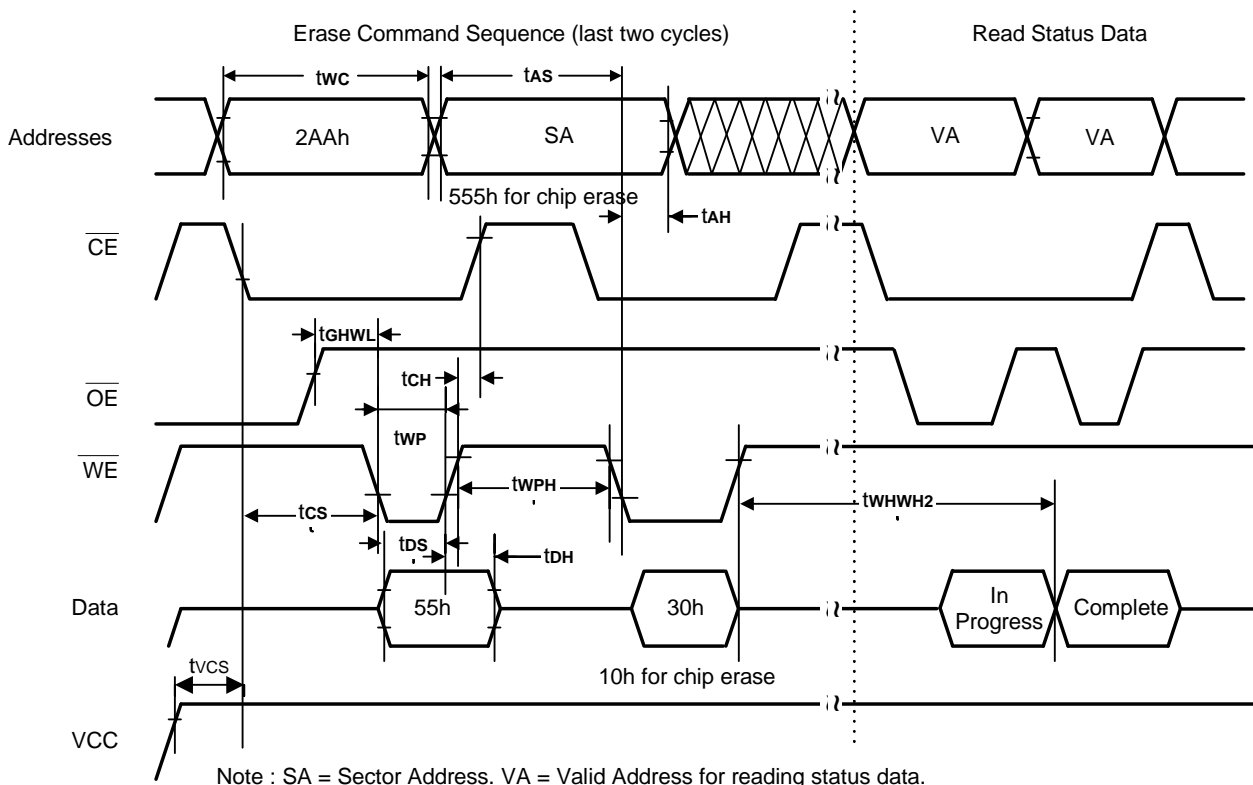 Erase Command Sequence (last two cycles)
Read Status Data
tWC
tAS
Addresses
2AAh
SA
VA
VA
555h for chip erase
tAH
CE
tGHWL
tCH
OE
tWP
WE
tWPH
tWHWH2
tCS
tDS
tDH
Data
55h
30h
In
Progress
Complete
10h for chip erase
tVCS
VCC
Note : SA = Sector Address. VA = Valid Address for reading status data.